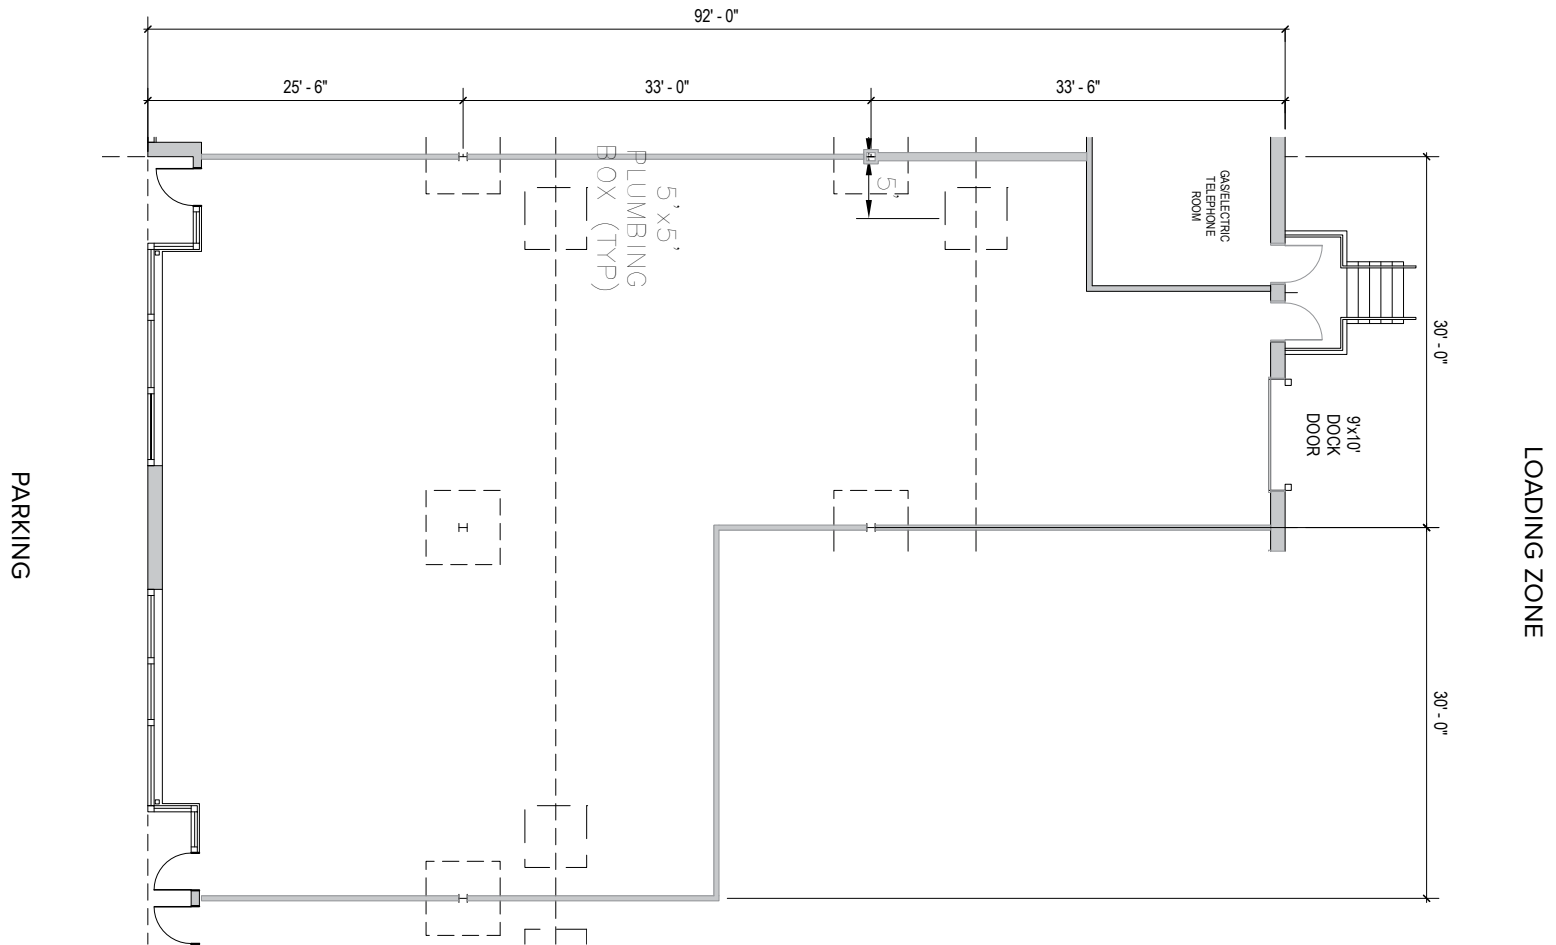 92' - 0"
25' - 6"
33' - 0"
33' - 6"
5'x5'
PLUMBING
BOX (TYP)
5'
GAS/ELECTRIC
TELEPHONE
ROOM
30' - 0"
9'x10'
DOCK
DOOR
PARKING
LOADING ZONE
30' - 0"